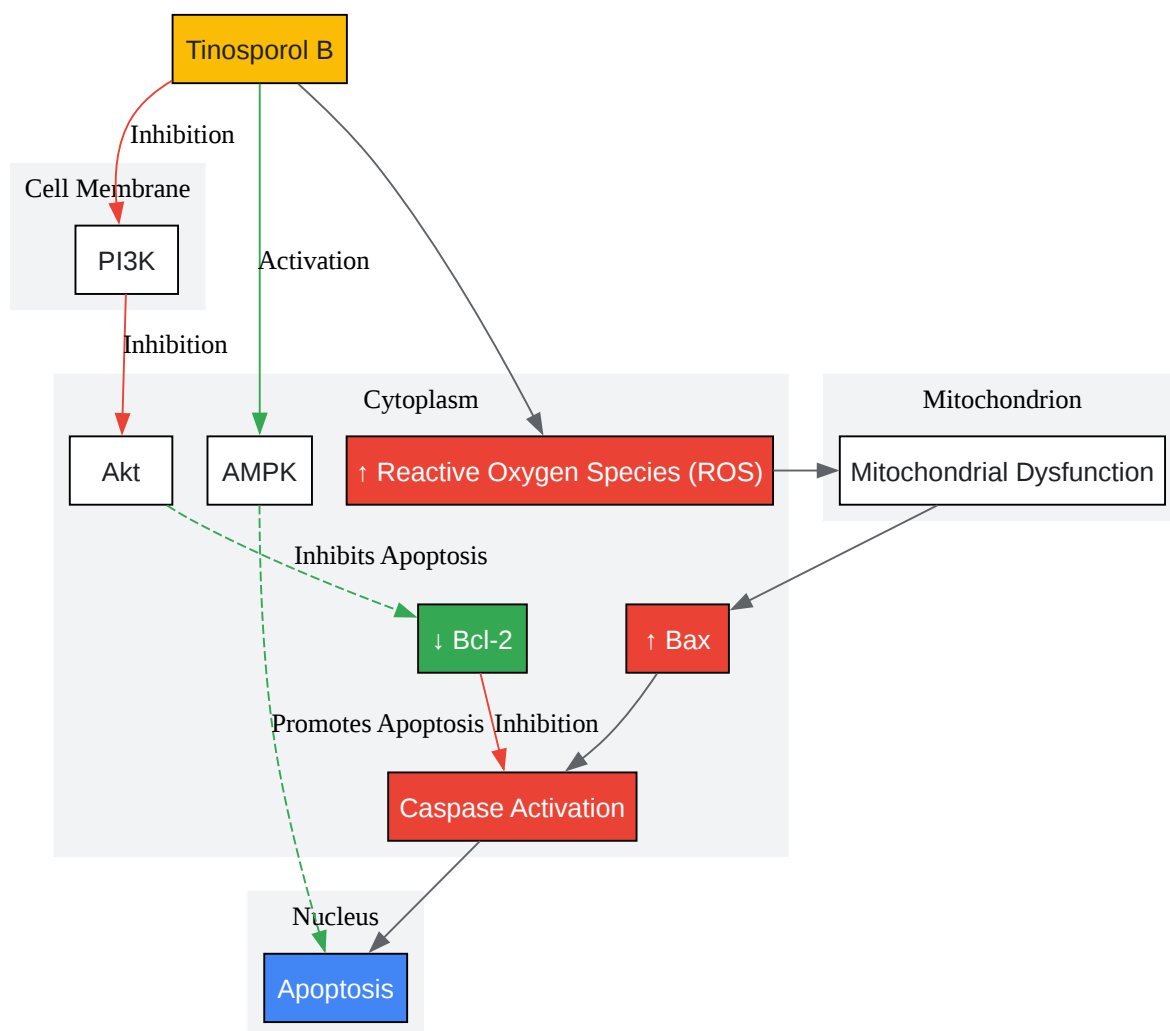 Tinosporol B
Inhibition
Cell Membrane
PI3K
Activation
Inhibition
Cytoplasm
Mitochondrion
Akt
AMPK
↑ Reactive Oxygen Species (ROS)
Mitochondrial Dysfunction
Inhibits Apoptosis
↓ Bcl-2
↑ Bax
Promotes Apoptosis
Inhibition
Caspase Activation
Nucleus
Apoptosis